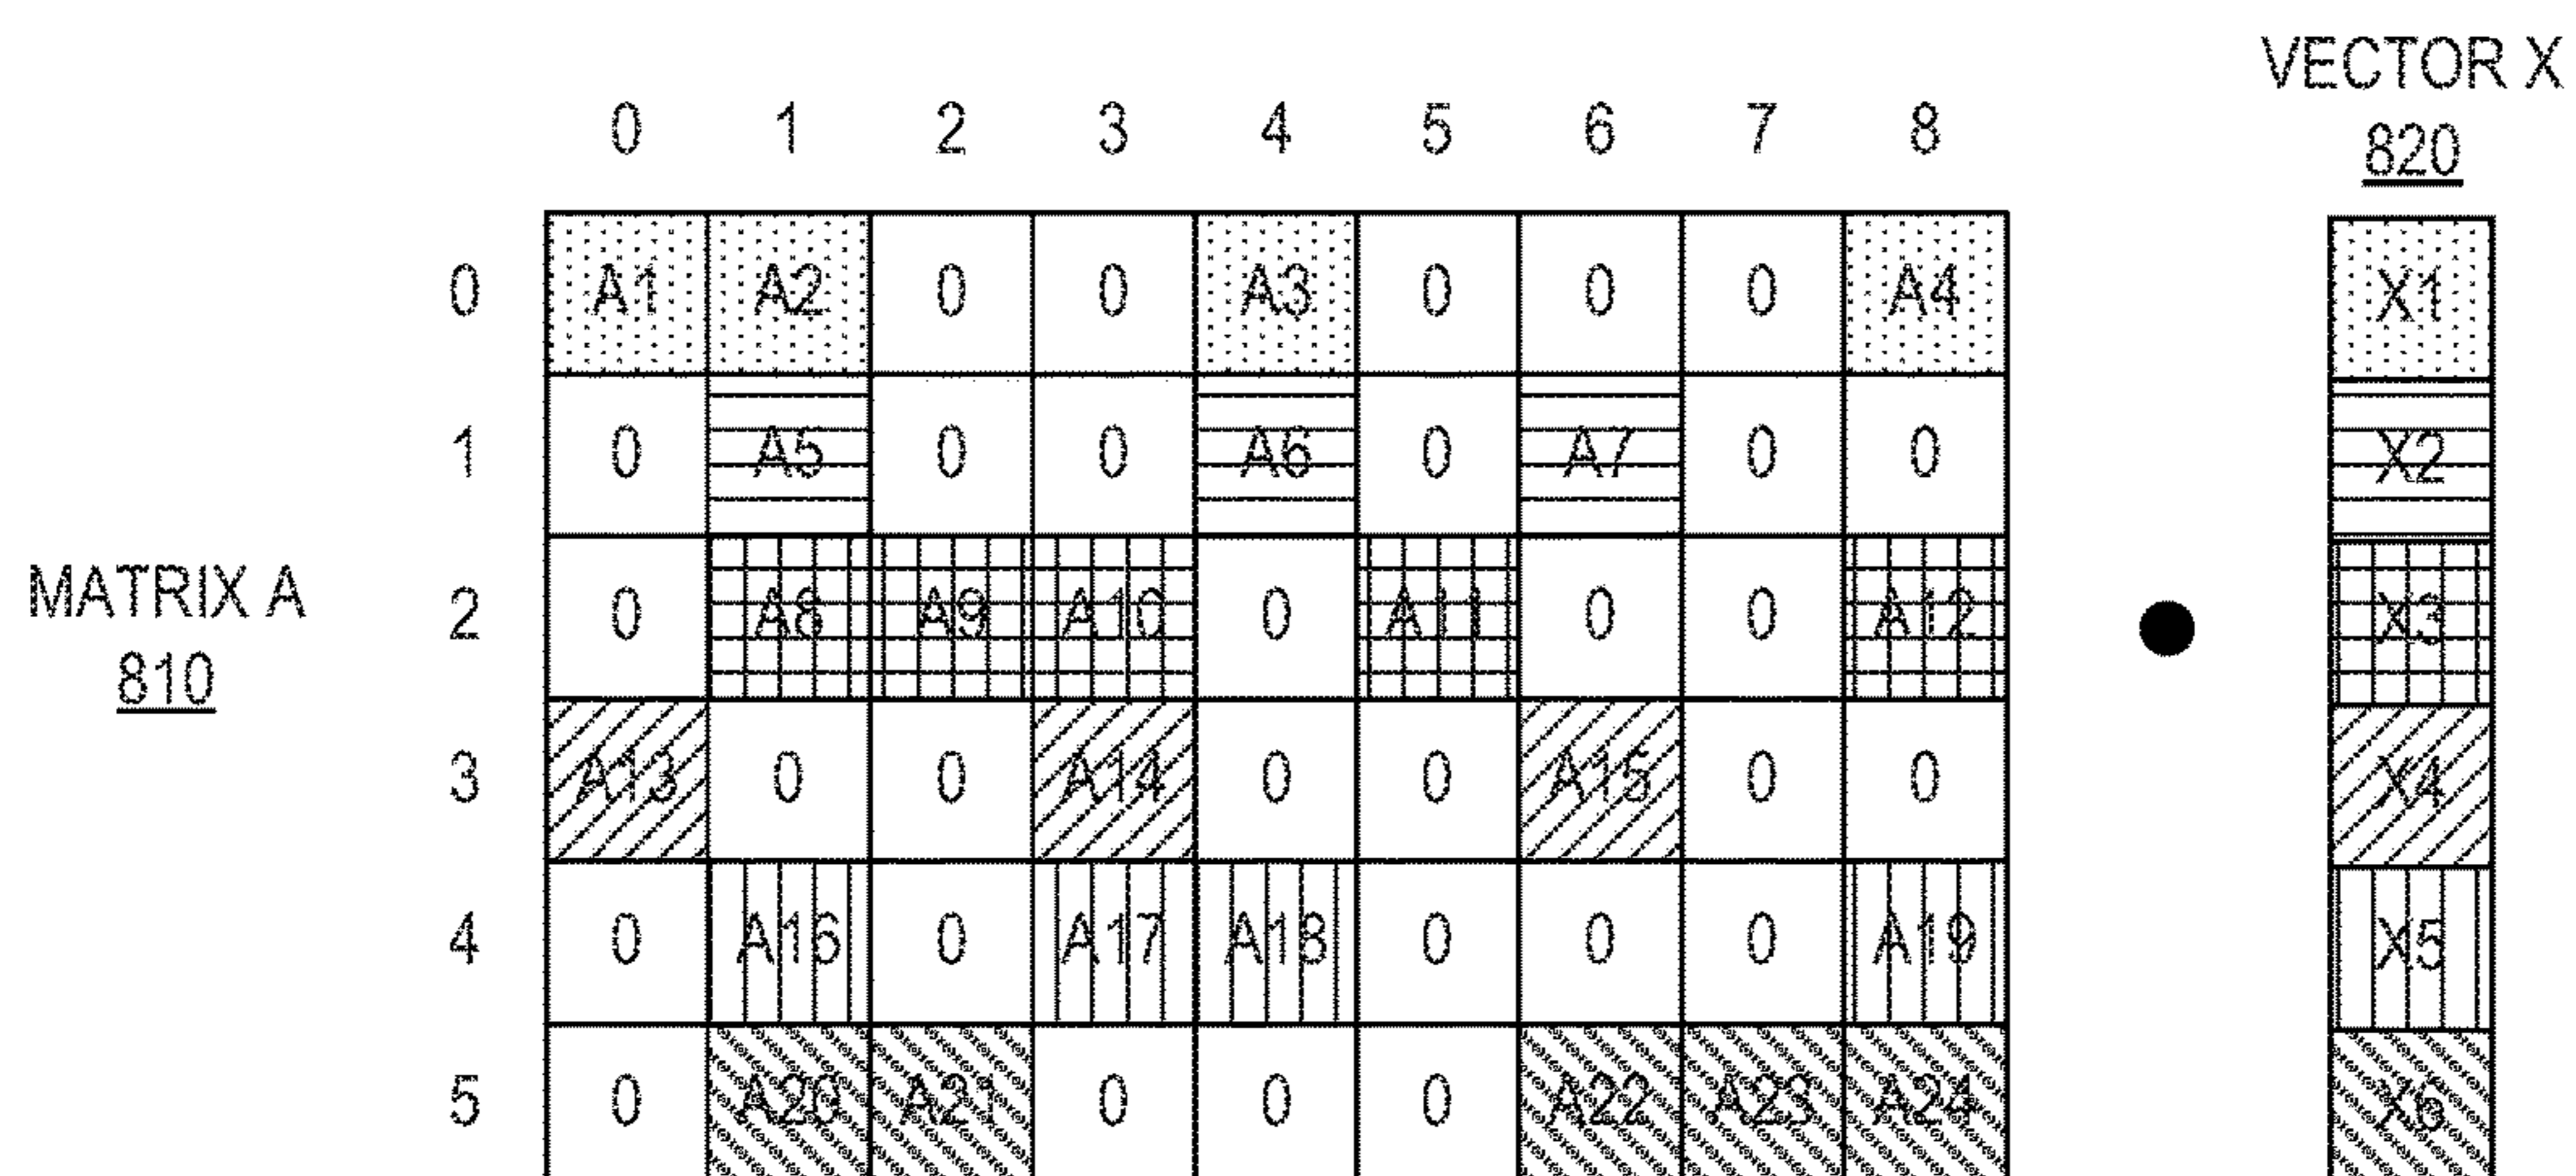 VECTOR X
820
0 1 2 3 4 5 6 7 8
0 A1 A2 0 0 A3 0 0 0 A4 X1
1 0 A5 0 0 A6 0 A7 0 0 X2
MATRIX A
810
2 0 A8 A9 A10 0 A11 0 0 A12 X3
3 A13 0 0 A14 0 0 A15 0 0 X4
4 0 A16 0 A17 A18 0 0 0 A19 X5
5 0 A20 A21 0 0 0 A22 A23 A24 X6